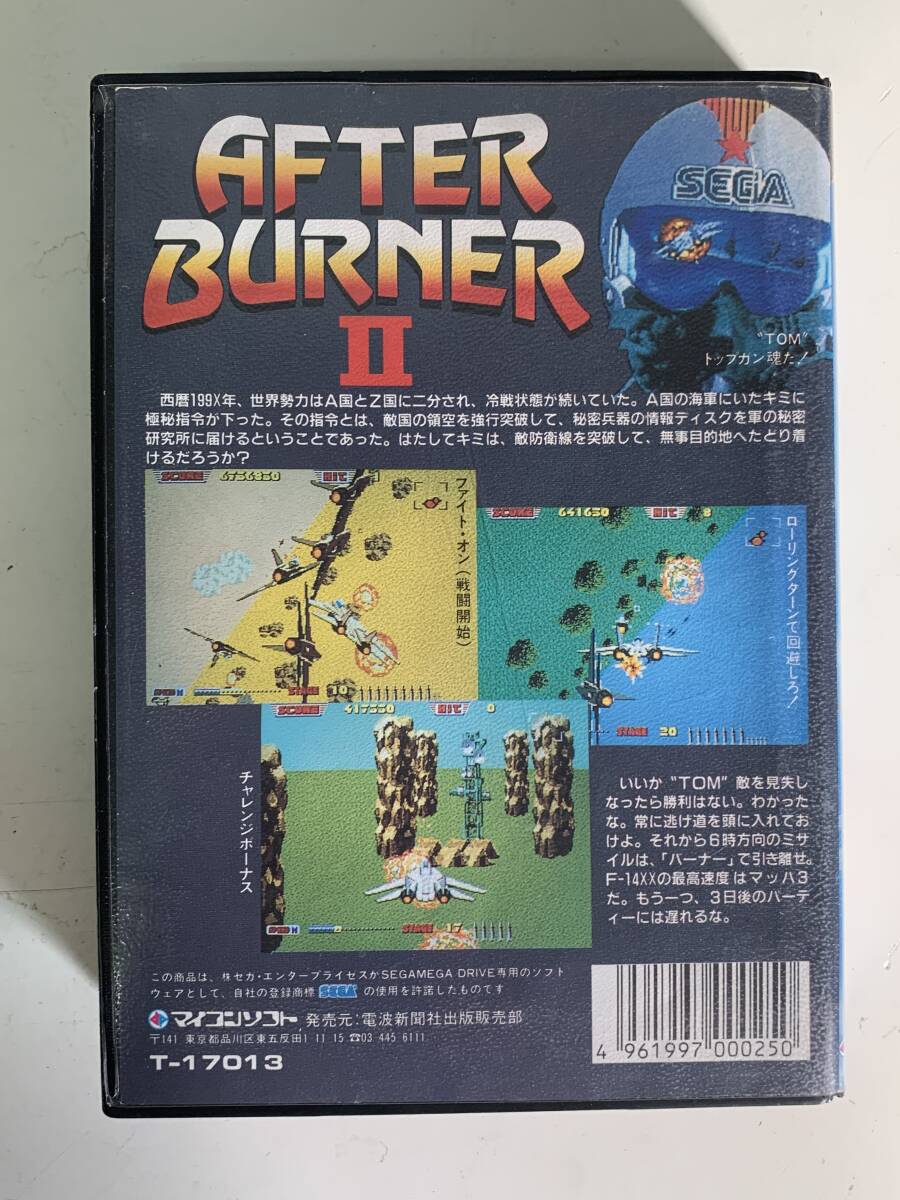 AFTER
BURNER
II
SEGA
"TOM"
トップガン魂だ!
西暦199X年、世界勢力はA国とZ国に二分され、冷戦状態が続いていた。A国の海軍にいたキミに
極秘指令が下った。その指令とは、敵国の領空を強行突破して、秘密兵器の情報ディスクを軍の秘密
研究所に届けるということであった。はたしてキミは、敵防衛線を突破して、無事目的地へたどり着
けるだろうか?
SCORE 6756850 HIT
ファイト・オン(戦闘開始)
STAGE 10
SCORE 641650 HIT 8
ローリングターンで回避しろ!
STAGE 20
SCORE 417550 HIT 0
チャレンジボーナス
STAGE 17
いいか "TOM" 敵を見失し
なったら勝利はない。わかった
な。常に逃げ道を頭に入れてお
けよ。それから6時方向のミサ
イルは、「バーナー」で引き離せ。
F-14XXの最高速度はマッハ3
だ。もう一つ、3日後のパーテ
ィーには遅れるな。
この商品は、株セガ・エンタープライゼスがSEGAMEGA DRIVE専用のソフト
ウェアとして、自社の登録商標 SEGA の使用を許諾したものです
マイコンソフト 発売元:電波新聞社出版販売部
〒141 東京都品川区東五反田1 11 15 ☎03 445 6111
T-17013
4 961997 000250